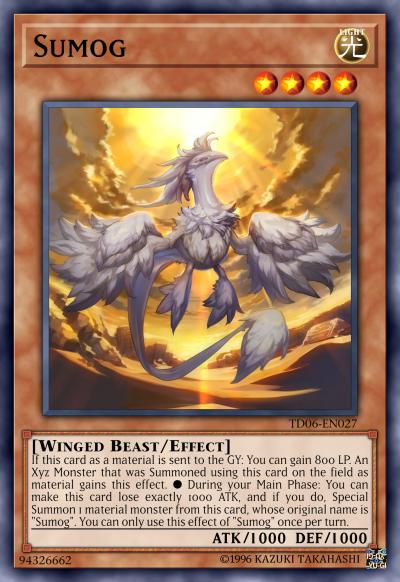 Sumog
LIGHT
光
TD06-EN027
[Winged Beast/Effect]
If this card as a material is sent to the GY: You can gain 800 LP. An
Xyz Monster that was Summoned using this card on the field as
material gains this effect. ● During your Main Phase: You can
make this card lose exactly 1000 ATK, and if you do, Special
Summon 1 material monster from this card, whose original name is
"Sumog". You can only use this effect of "Sumog" once per turn.
ATK/1000 DEF/1000
94326662 ©1996 KAZUKI TAKAHASHI